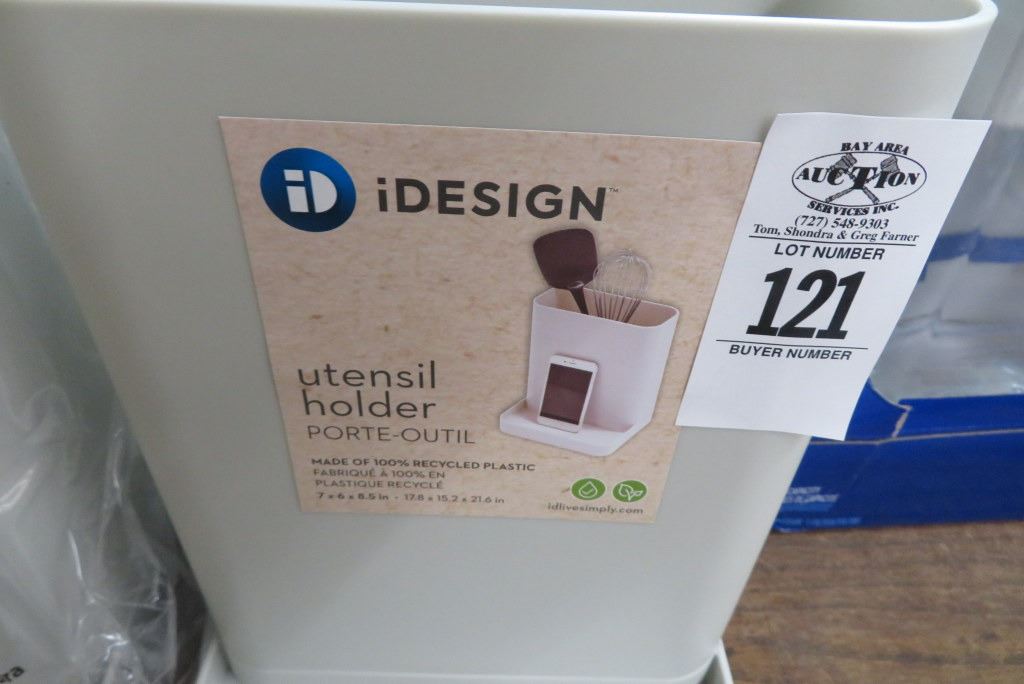 iD iDESIGN™
utensil
holder
PORTE-OUTIL
MADE OF 100% RECYCLED PLASTIC
FABRIQUÉ À 100% EN
PLASTIQUE RECYCLÉ
7 x 6 x 8.5 in - 17.8 x 15.2 x 21.6 in
idlivesimply.com
BAY AREA
AUCTION
SERVICES INC.
(727) 548-9303
Tom, Shondra & Greg Farner
LOT NUMBER
121
BUYER NUMBER